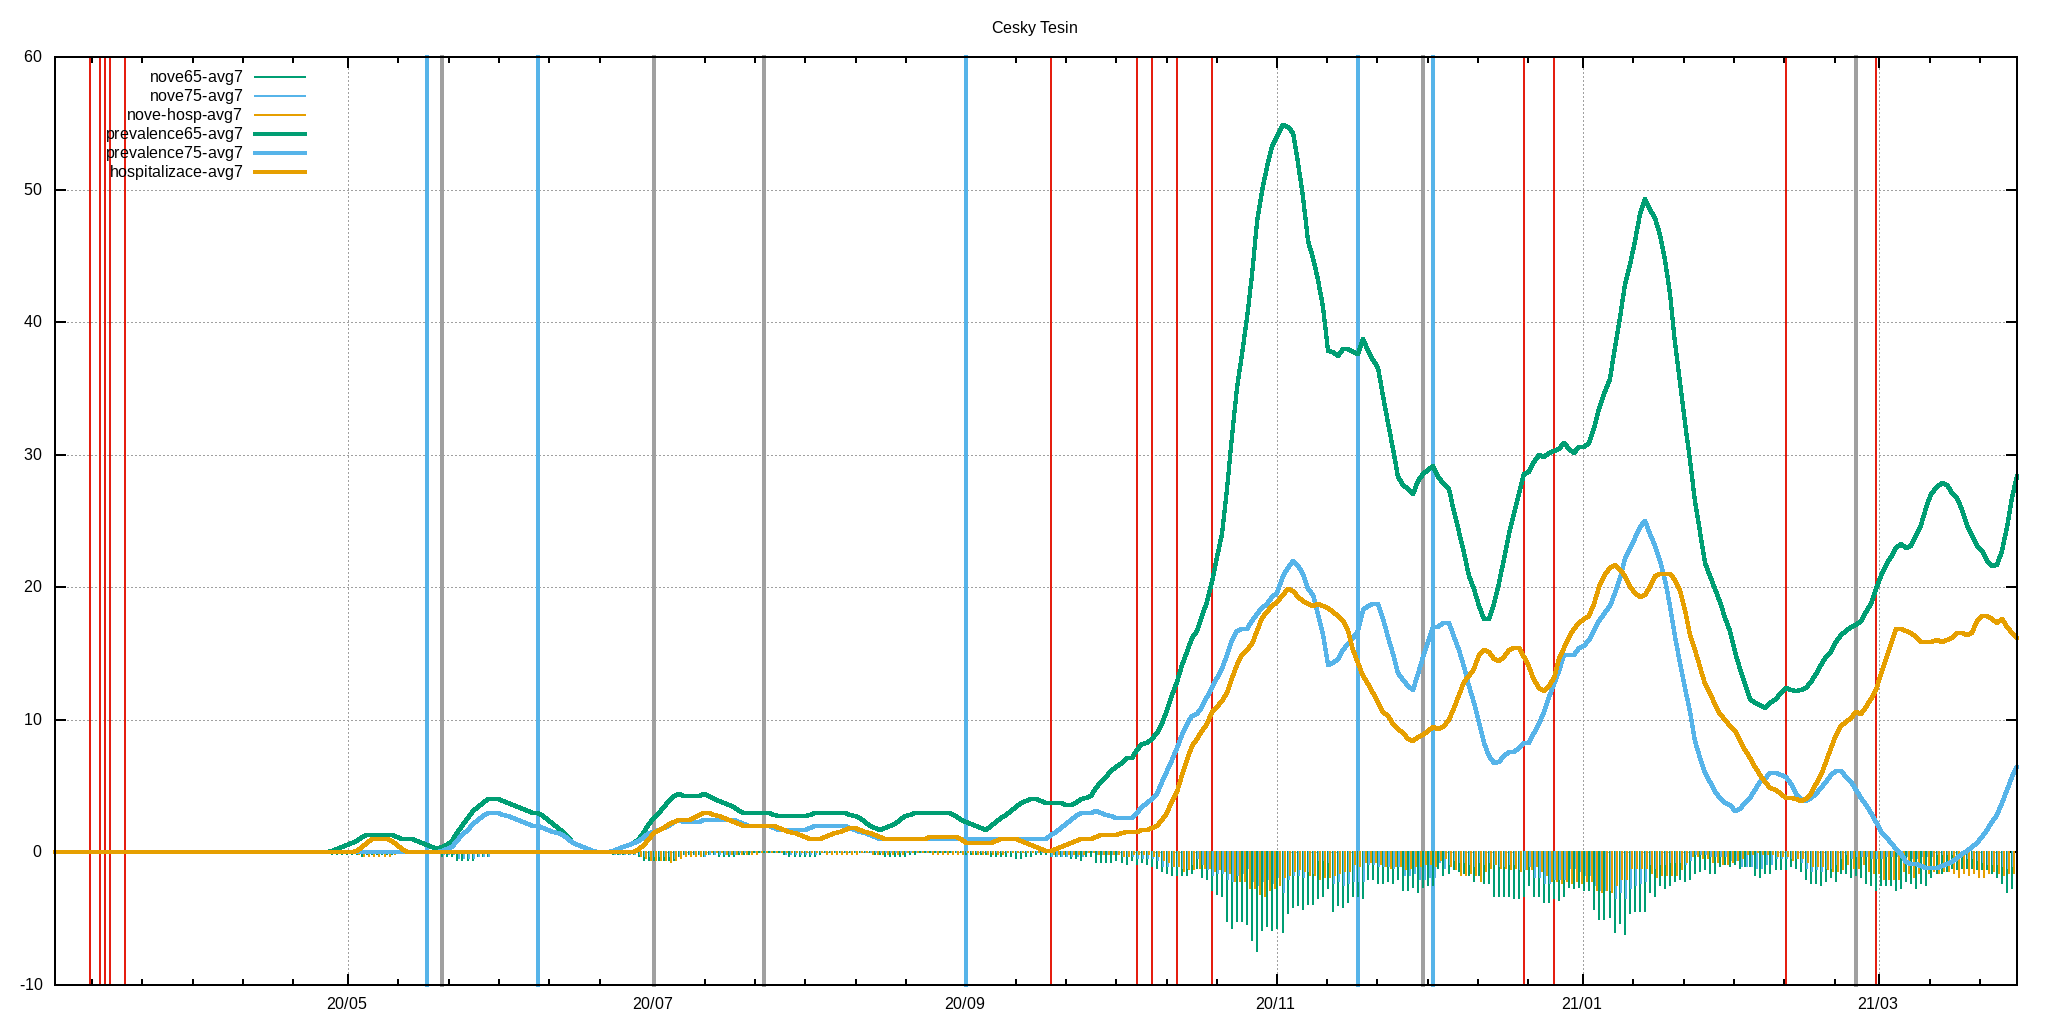 Cesky Tesin
60
50
40
30
20
10
0
-10
nove65-avg7
nove75-avg7
nove-hosp-avg7
prevalence65-avg7
prevalence75-avg7
hospitalizace-avg7
20/05 20/07 20/09 20/11 21/01 21/03